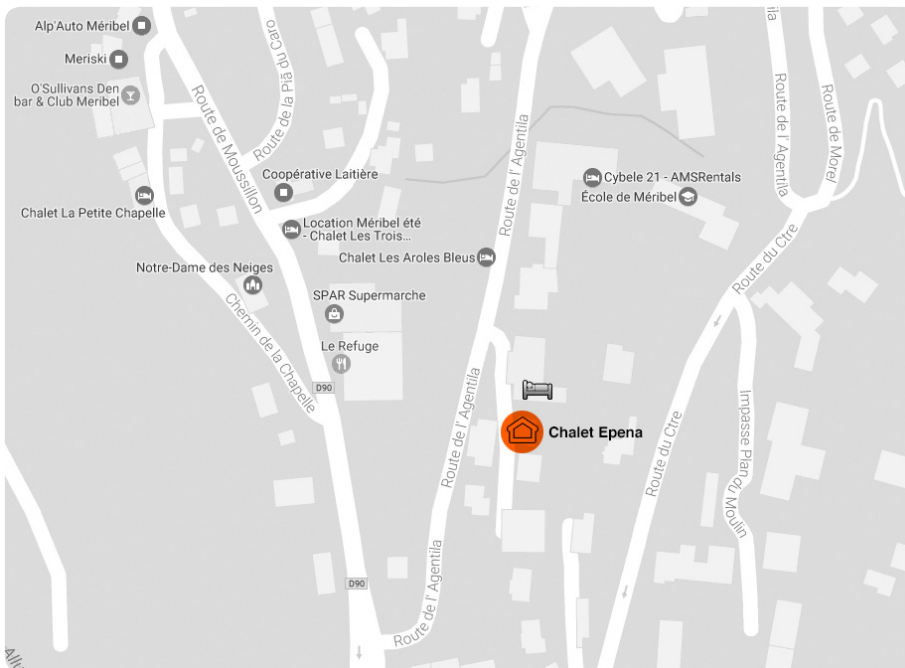 Alp'Auto Méribel
Meriski
O'Sullivans Den
bar & Club Meribel
Route de la Piá du Caro
Route de Moussillon
Coopérative Laitière
Chalet La Petite Chapelle
Location Méribel été
- Chalet Les Trois...
Notre-Dame des Neiges
SPAR Supermarche
Le Refuge
Chemin de la Chapelle
D90
D90
Route de l' Agentila
Chalet Les Aroles Bleus
Cybele 21 - AMSRentals
École de Méribel
Route de l' Agentila
Route de Morel
Route du Ctre
Route de l' Agentila
Chalet Epena
Route du Ctre
Impasse Plan
du Moulin
Route de l' Agentila
Route de l' Agentila